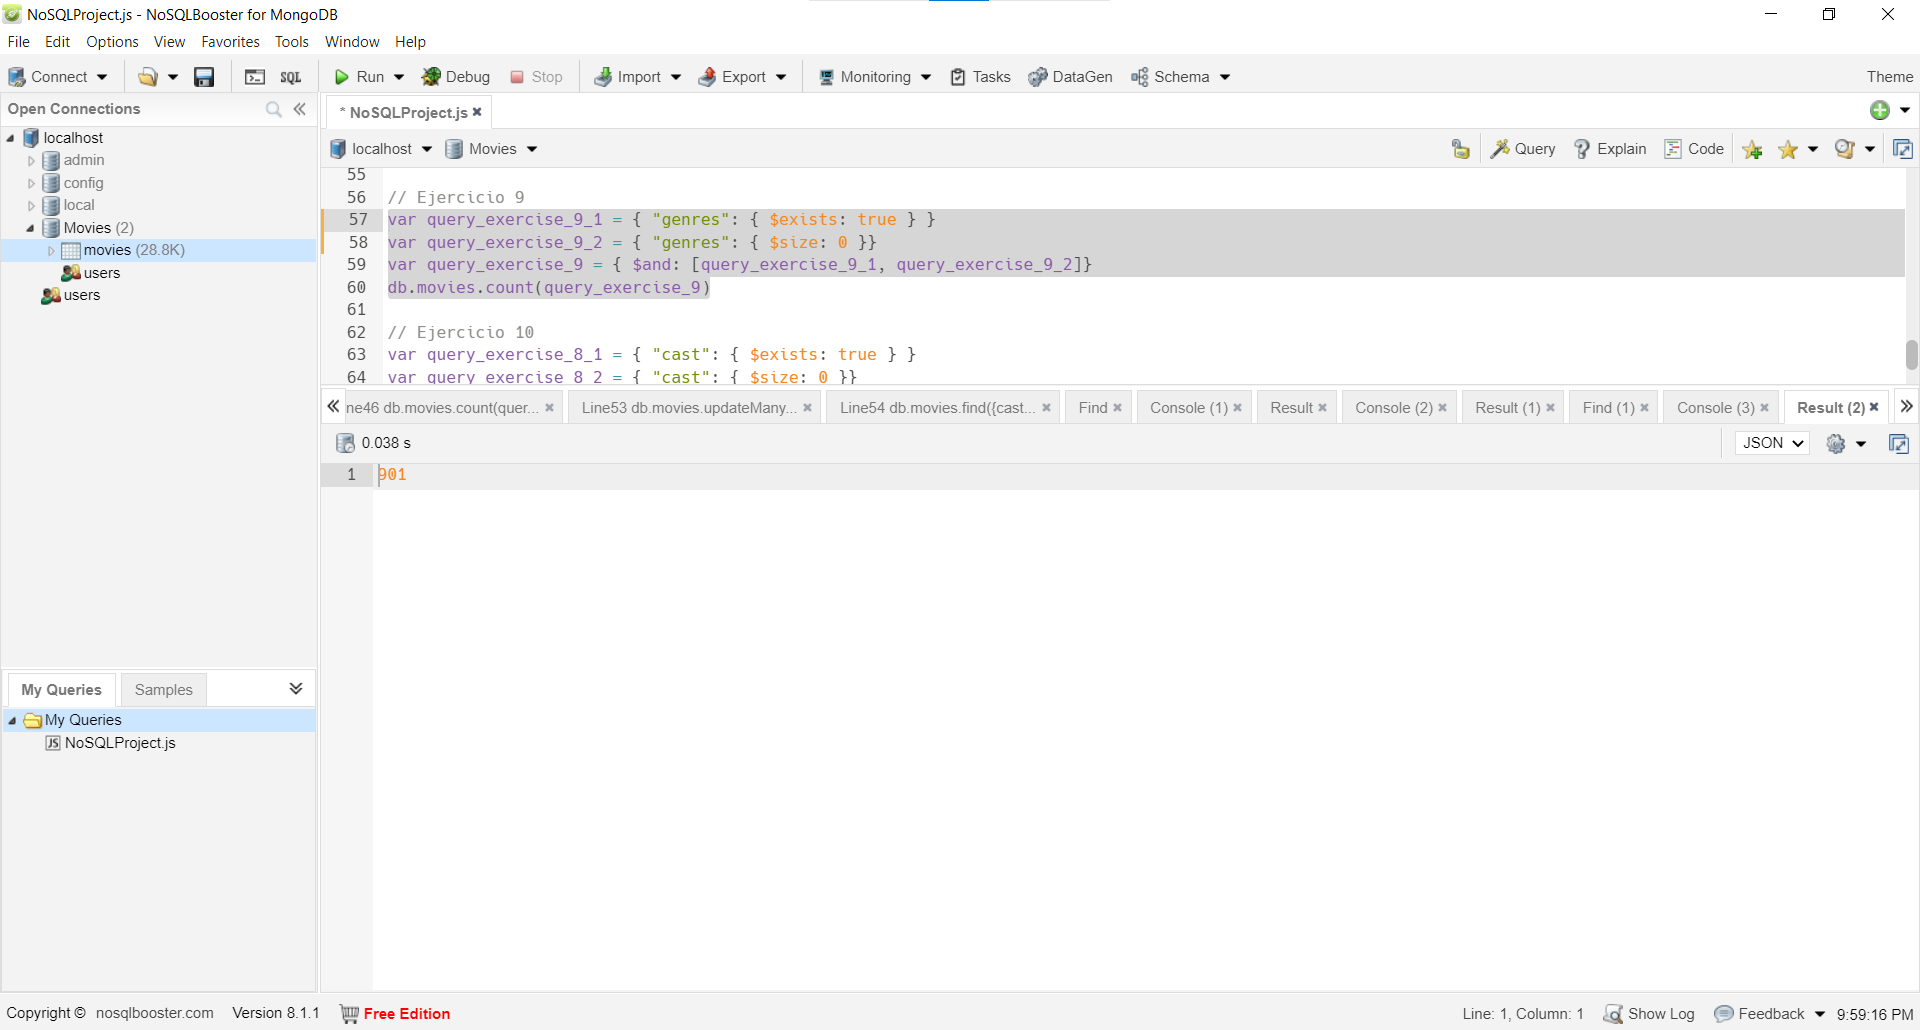 NoSQLProject.js - NoSQLBooster for MongoDB
File Edit Options View Favorites Tools Window Help
Connect SQL Run Debug Stop Import Export Monitoring Tasks DataGen Schema Theme
Open Connections
localhost
admin
config
local
Movies (2)
movies (28.8K)
users
users
* NoSQLProject.js
localhost Movies Query Explain Code
55
56 // Ejercicio 9
57 var query_exercise_9_1 = { "genres": { $exists: true } }
58 var query_exercise_9_2 = { "genres": { $size: 0 }}
59 var query_exercise_9 = { $and: [query_exercise_9_1, query_exercise_9_2]}
60 db.movies.count(query_exercise_9)
61
62 // Ejercicio 10
63 var query_exercise_8_1 = { "cast": { $exists: true } }
64 var query_exercise_8_2 = { "cast": { $size: 0 }}
ne46 db.movies.count(quer... Line53 db.movies.updateMany... Line54 db.movies.find({cast... Find Console (1) Result Console (2) Result (1) Find (1) Console (3) Result (2)
0.038 s JSON
1 901
My Queries Samples
My Queries
JS NoSQLProject.js
Copyright © nosqlbooster.com Version 8.1.1 Free Edition Line: 1, Column: 1 Show Log Feedback 9:59:16 PM